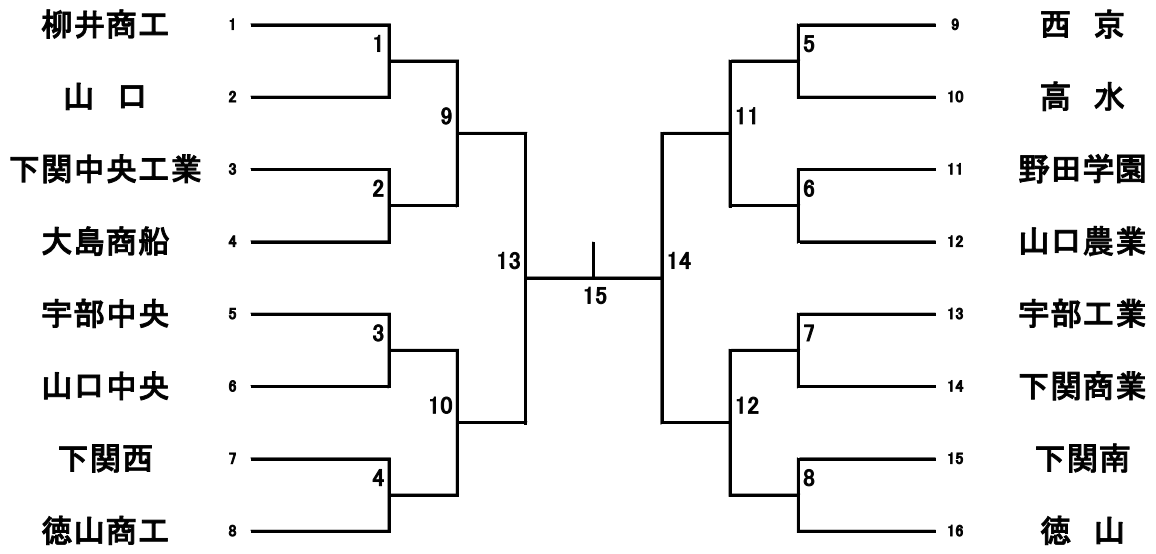 柳井商工 1 9 西 京
1 5
山 口 2 10 高 水
9 11
下関中央工業 3 11 野田学園
2 6
大島商船 4 12 山口農業
13 14
15
宇部中央 5 13 宇部工業
3 7
山口中央 6 14 下関商業
10 12
下関西 7 15 下関南
4 8
徳山商工 8 16 徳 山